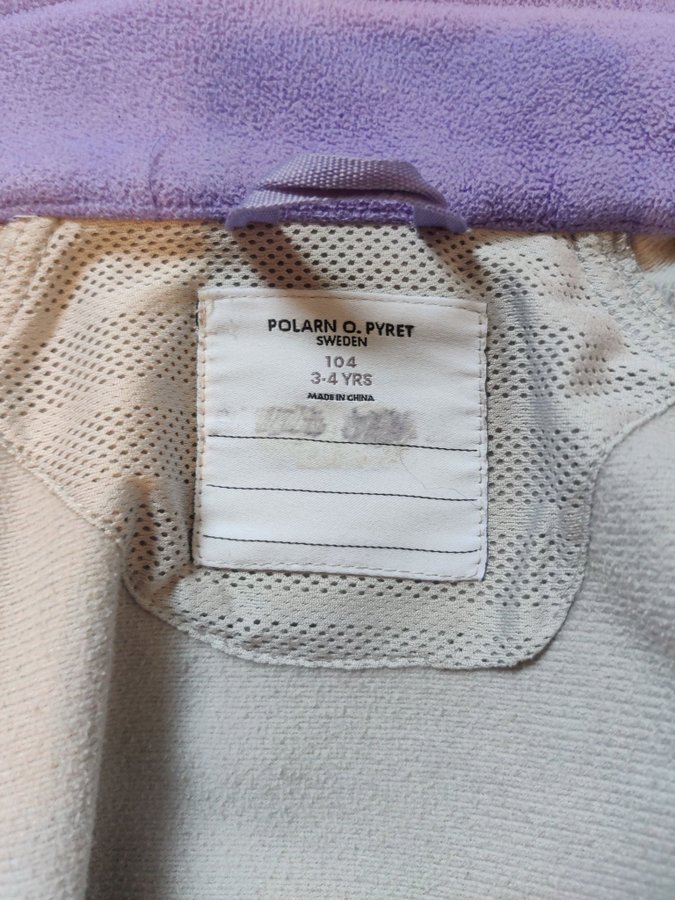 POLARN O. PYRET
SWEDEN
104
3-4 YRS
MADE IN CHINA